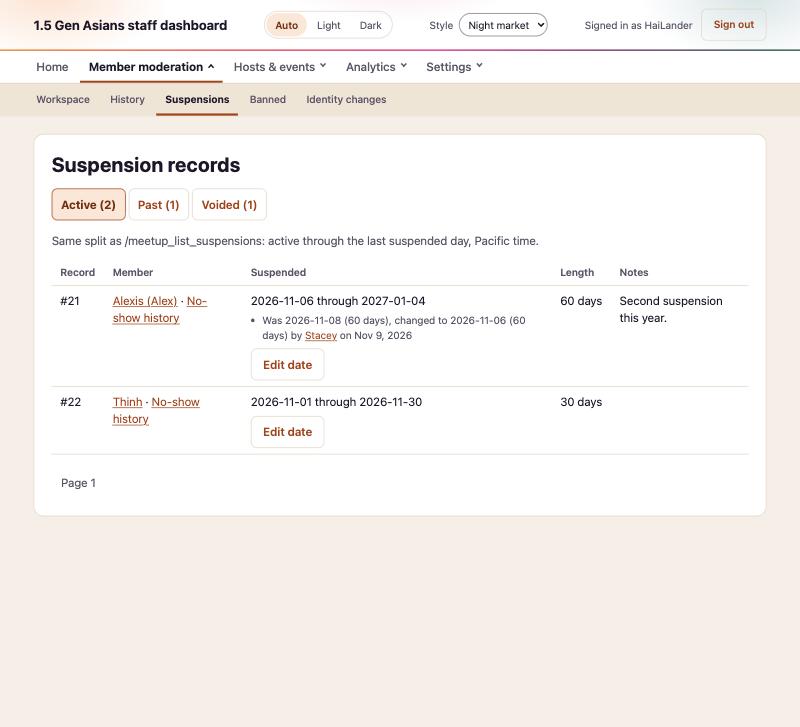 1.5 Gen Asians staff dashboard
Auto Light Dark
Style Night market
Signed in as HaiLander Sign out
Home Member moderation Hosts & events Analytics Settings
Workspace History Suspensions Banned Identity changes
Suspension records
Active (2) Past (1) Voided (1)
Same split as /meetup_list_suspensions: active through the last suspended day, Pacific time.
Record Member Suspended Length Notes
#21 Alexis (Alex) · No-show history 2026-11-06 through 2027-01-04 60 days Second suspension this year.
• Was 2026-11-08 (60 days), changed to 2026-11-06 (60
days) by Stacey on Nov 9, 2026
Edit date
#22 Thinh · No-show history 2026-11-01 through 2026-11-30 30 days
Edit date
Page 1